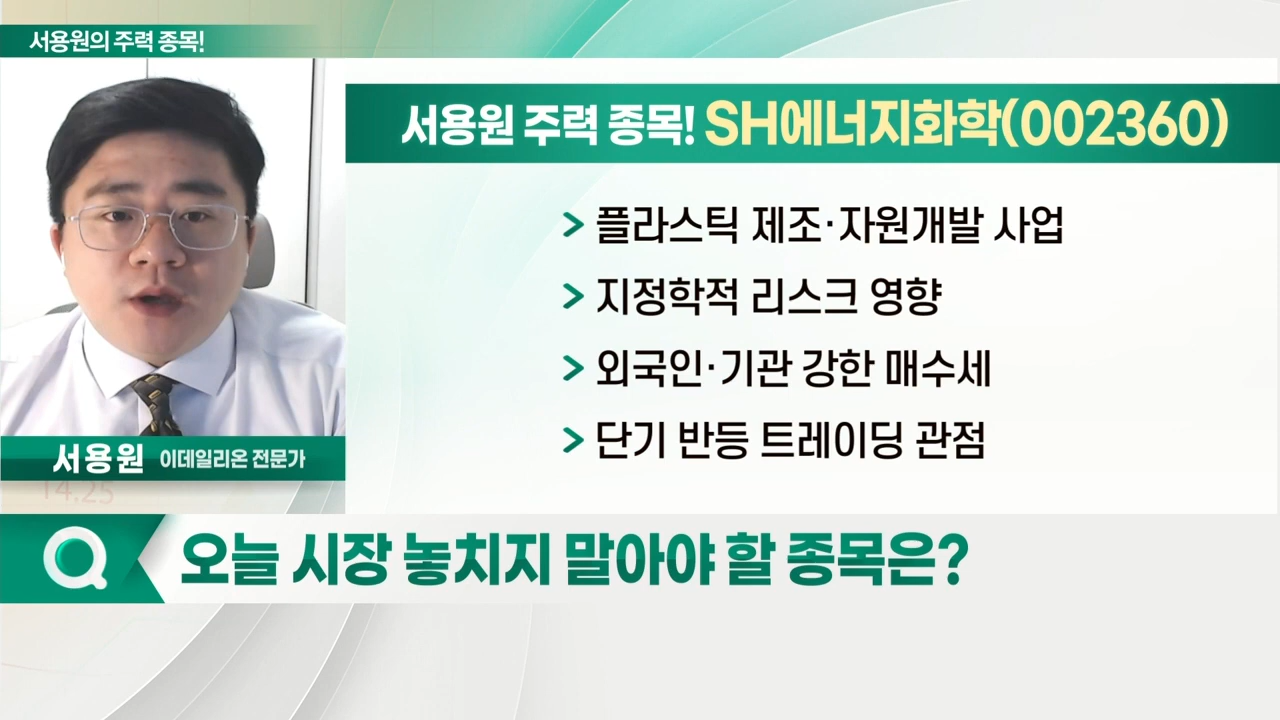 서용원의 주력 종목!
서용원 주력 종목! SH에너지화학(002360)
> 플라스틱 제조·자원개발 사업
> 지정학적 리스크 영향
> 외국인·기관 강한 매수세
> 단기 반등 트레이딩 관점
서용원 이데일리온 전문가
14.25
Q 오늘 시장 놓치지 말아야 할 종목은?